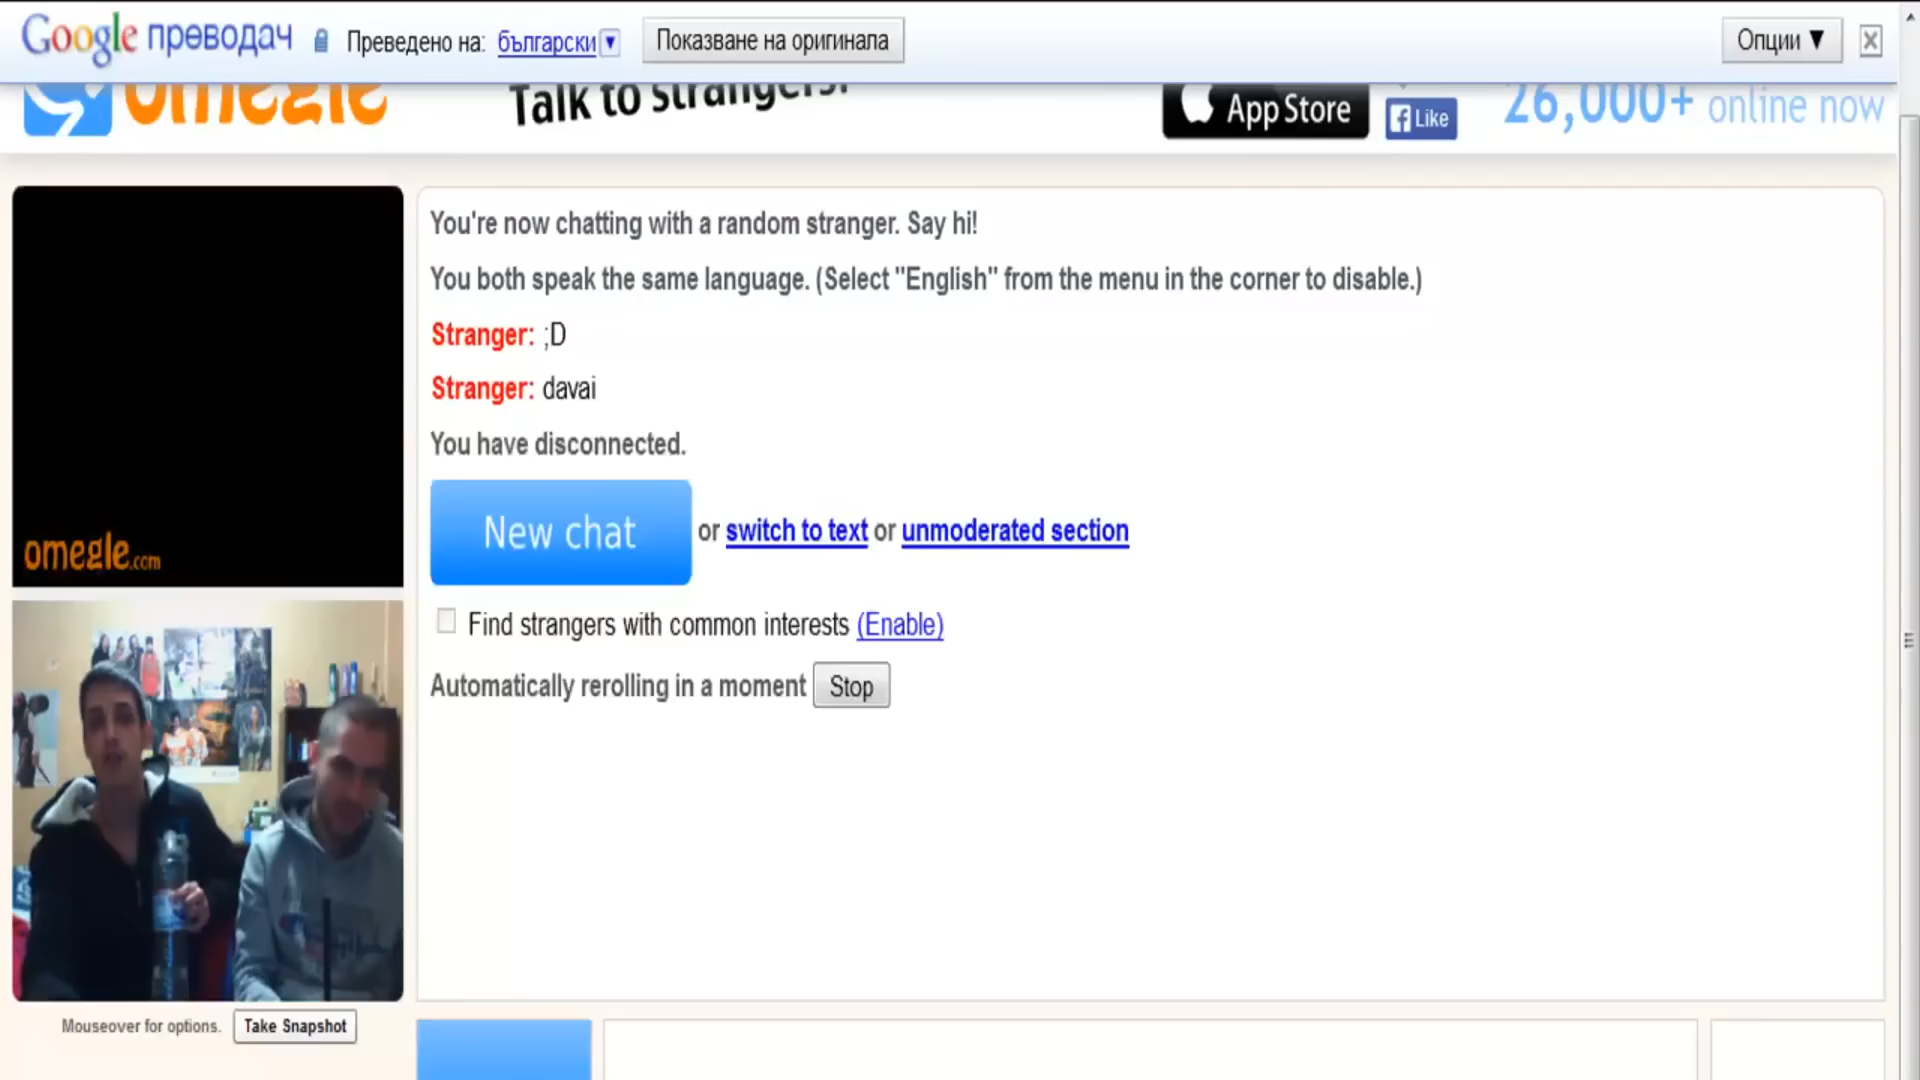 Google преводач Преведено на: български Показване на оригинала Опции ▼
omegle Talk to strangers! App Store Like 26,000+ online now
You're now chatting with a random stranger. Say hi!
You both speak the same language. (Select "English" from the menu in the corner to disable.)
Stranger: ;D
Stranger: davai
You have disconnected.
New chat or switch to text or unmoderated section
Find strangers with common interests (Enable)
Automatically rerolling in a moment Stop
omegle.com
Mouseover for options. Take Snapshot